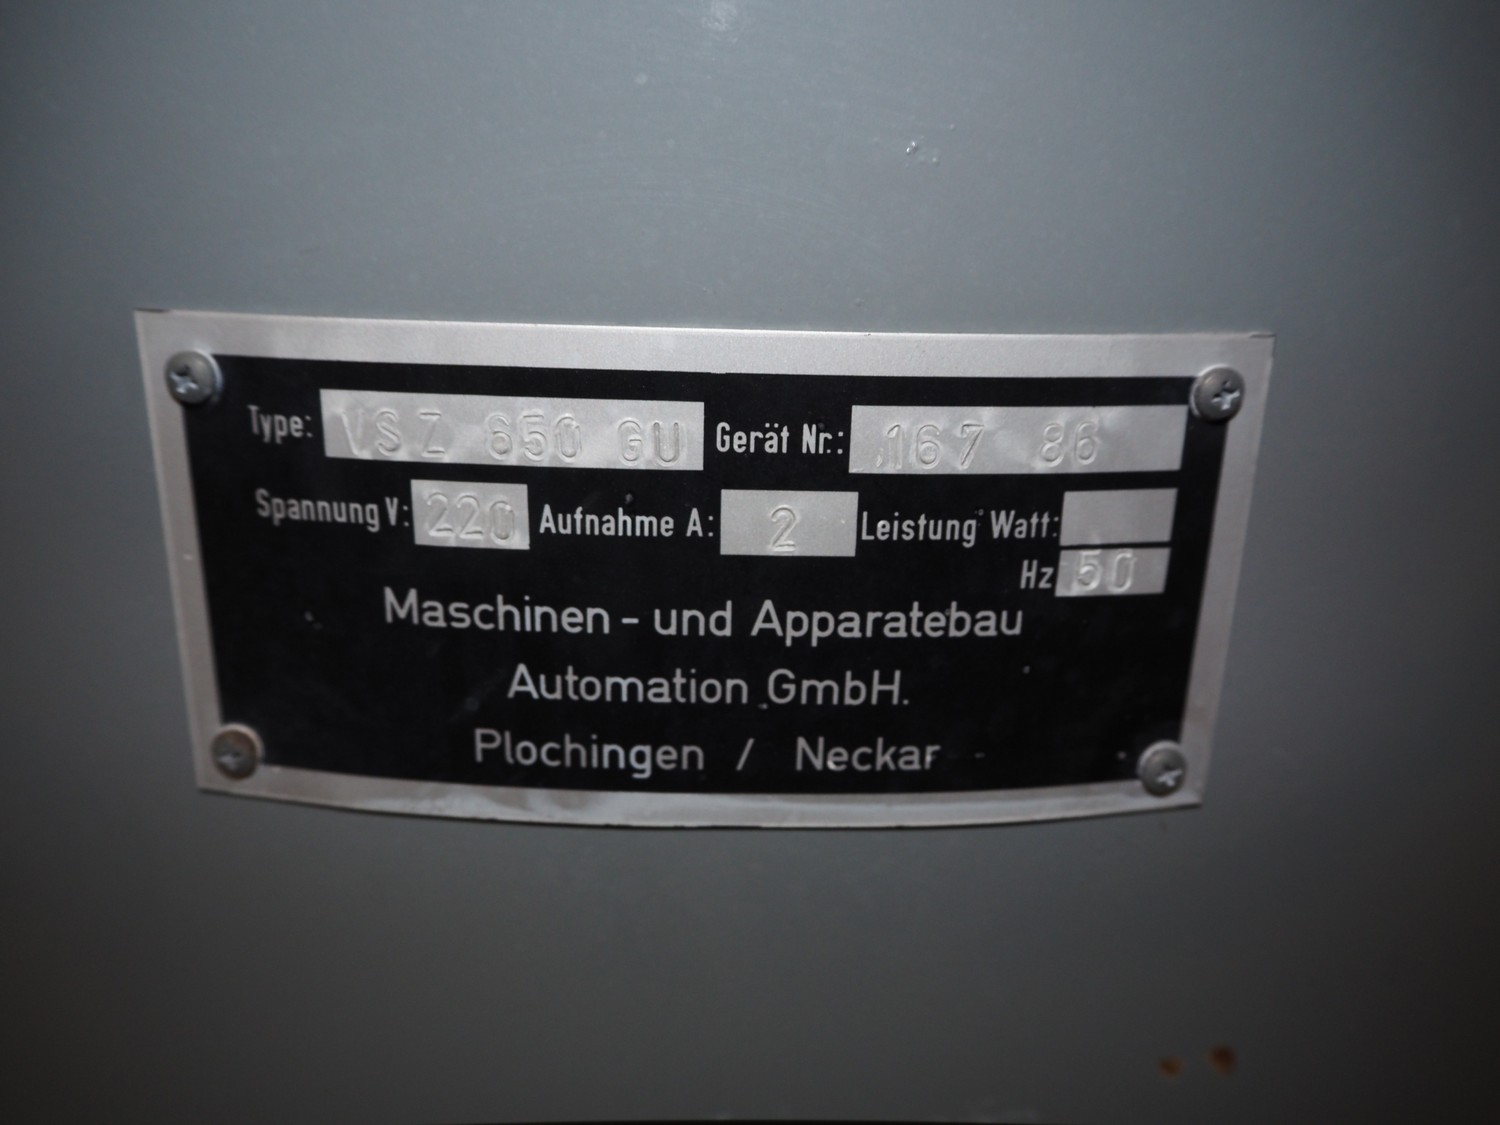 Type: VSZ 650 GU Gerät Nr.: 167 86
Spannung V: 220 Aufnahme A: 2 Leistung Watt:
Hz 50
Maschinen - und Apparatebau
Automation GmbH.
Plochingen / Neckar